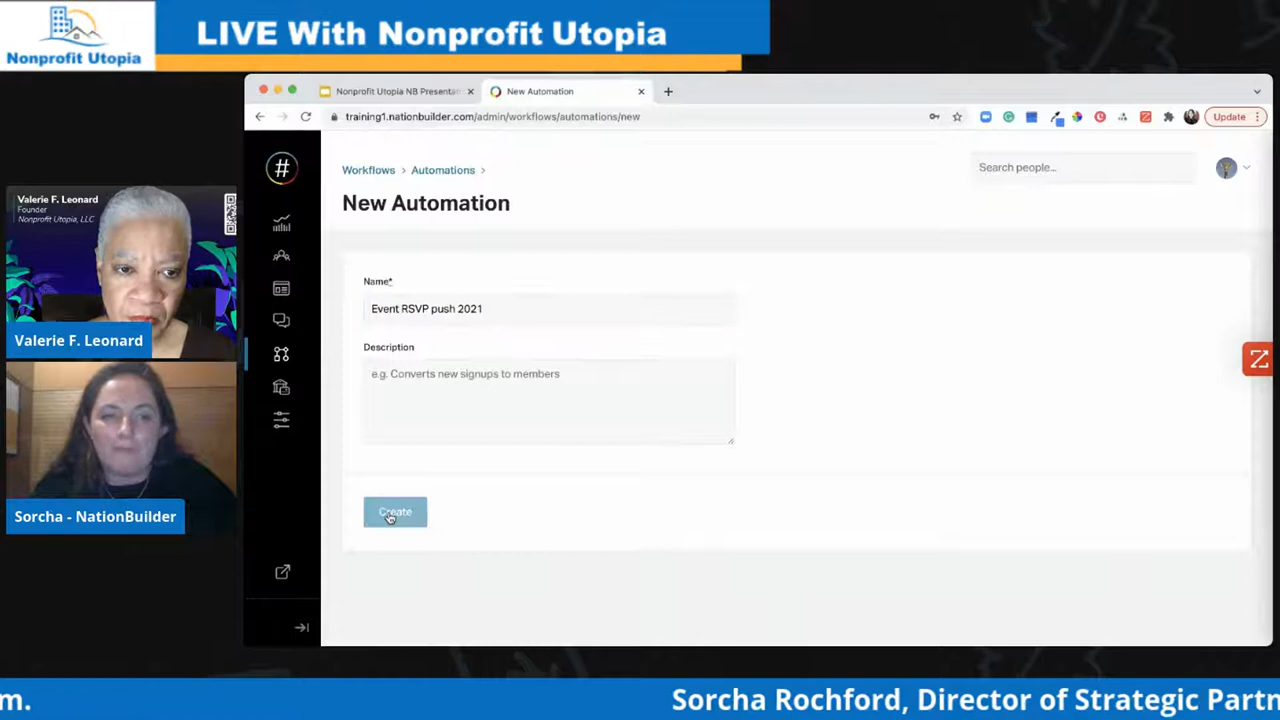 LIVE With Nonprofit Utopia
Nonprofit Utopia
Nonprofit Utopia NB Presentat
New Automation
training1.nationbuilder.com/admin/workflows/automations/new
Update
#
Workflows > Automations >
Search people...
New Automation
Name*
Event RSVP push 2021
Description
e.g. Converts new signups to members
Create
Valerie F. Leonard
Founder
Nonprofit Utopia, LLC
Valerie F. Leonard
Sorcha - NationBuilder
m.
Sorcha Rochford, Director of Strategic Partn